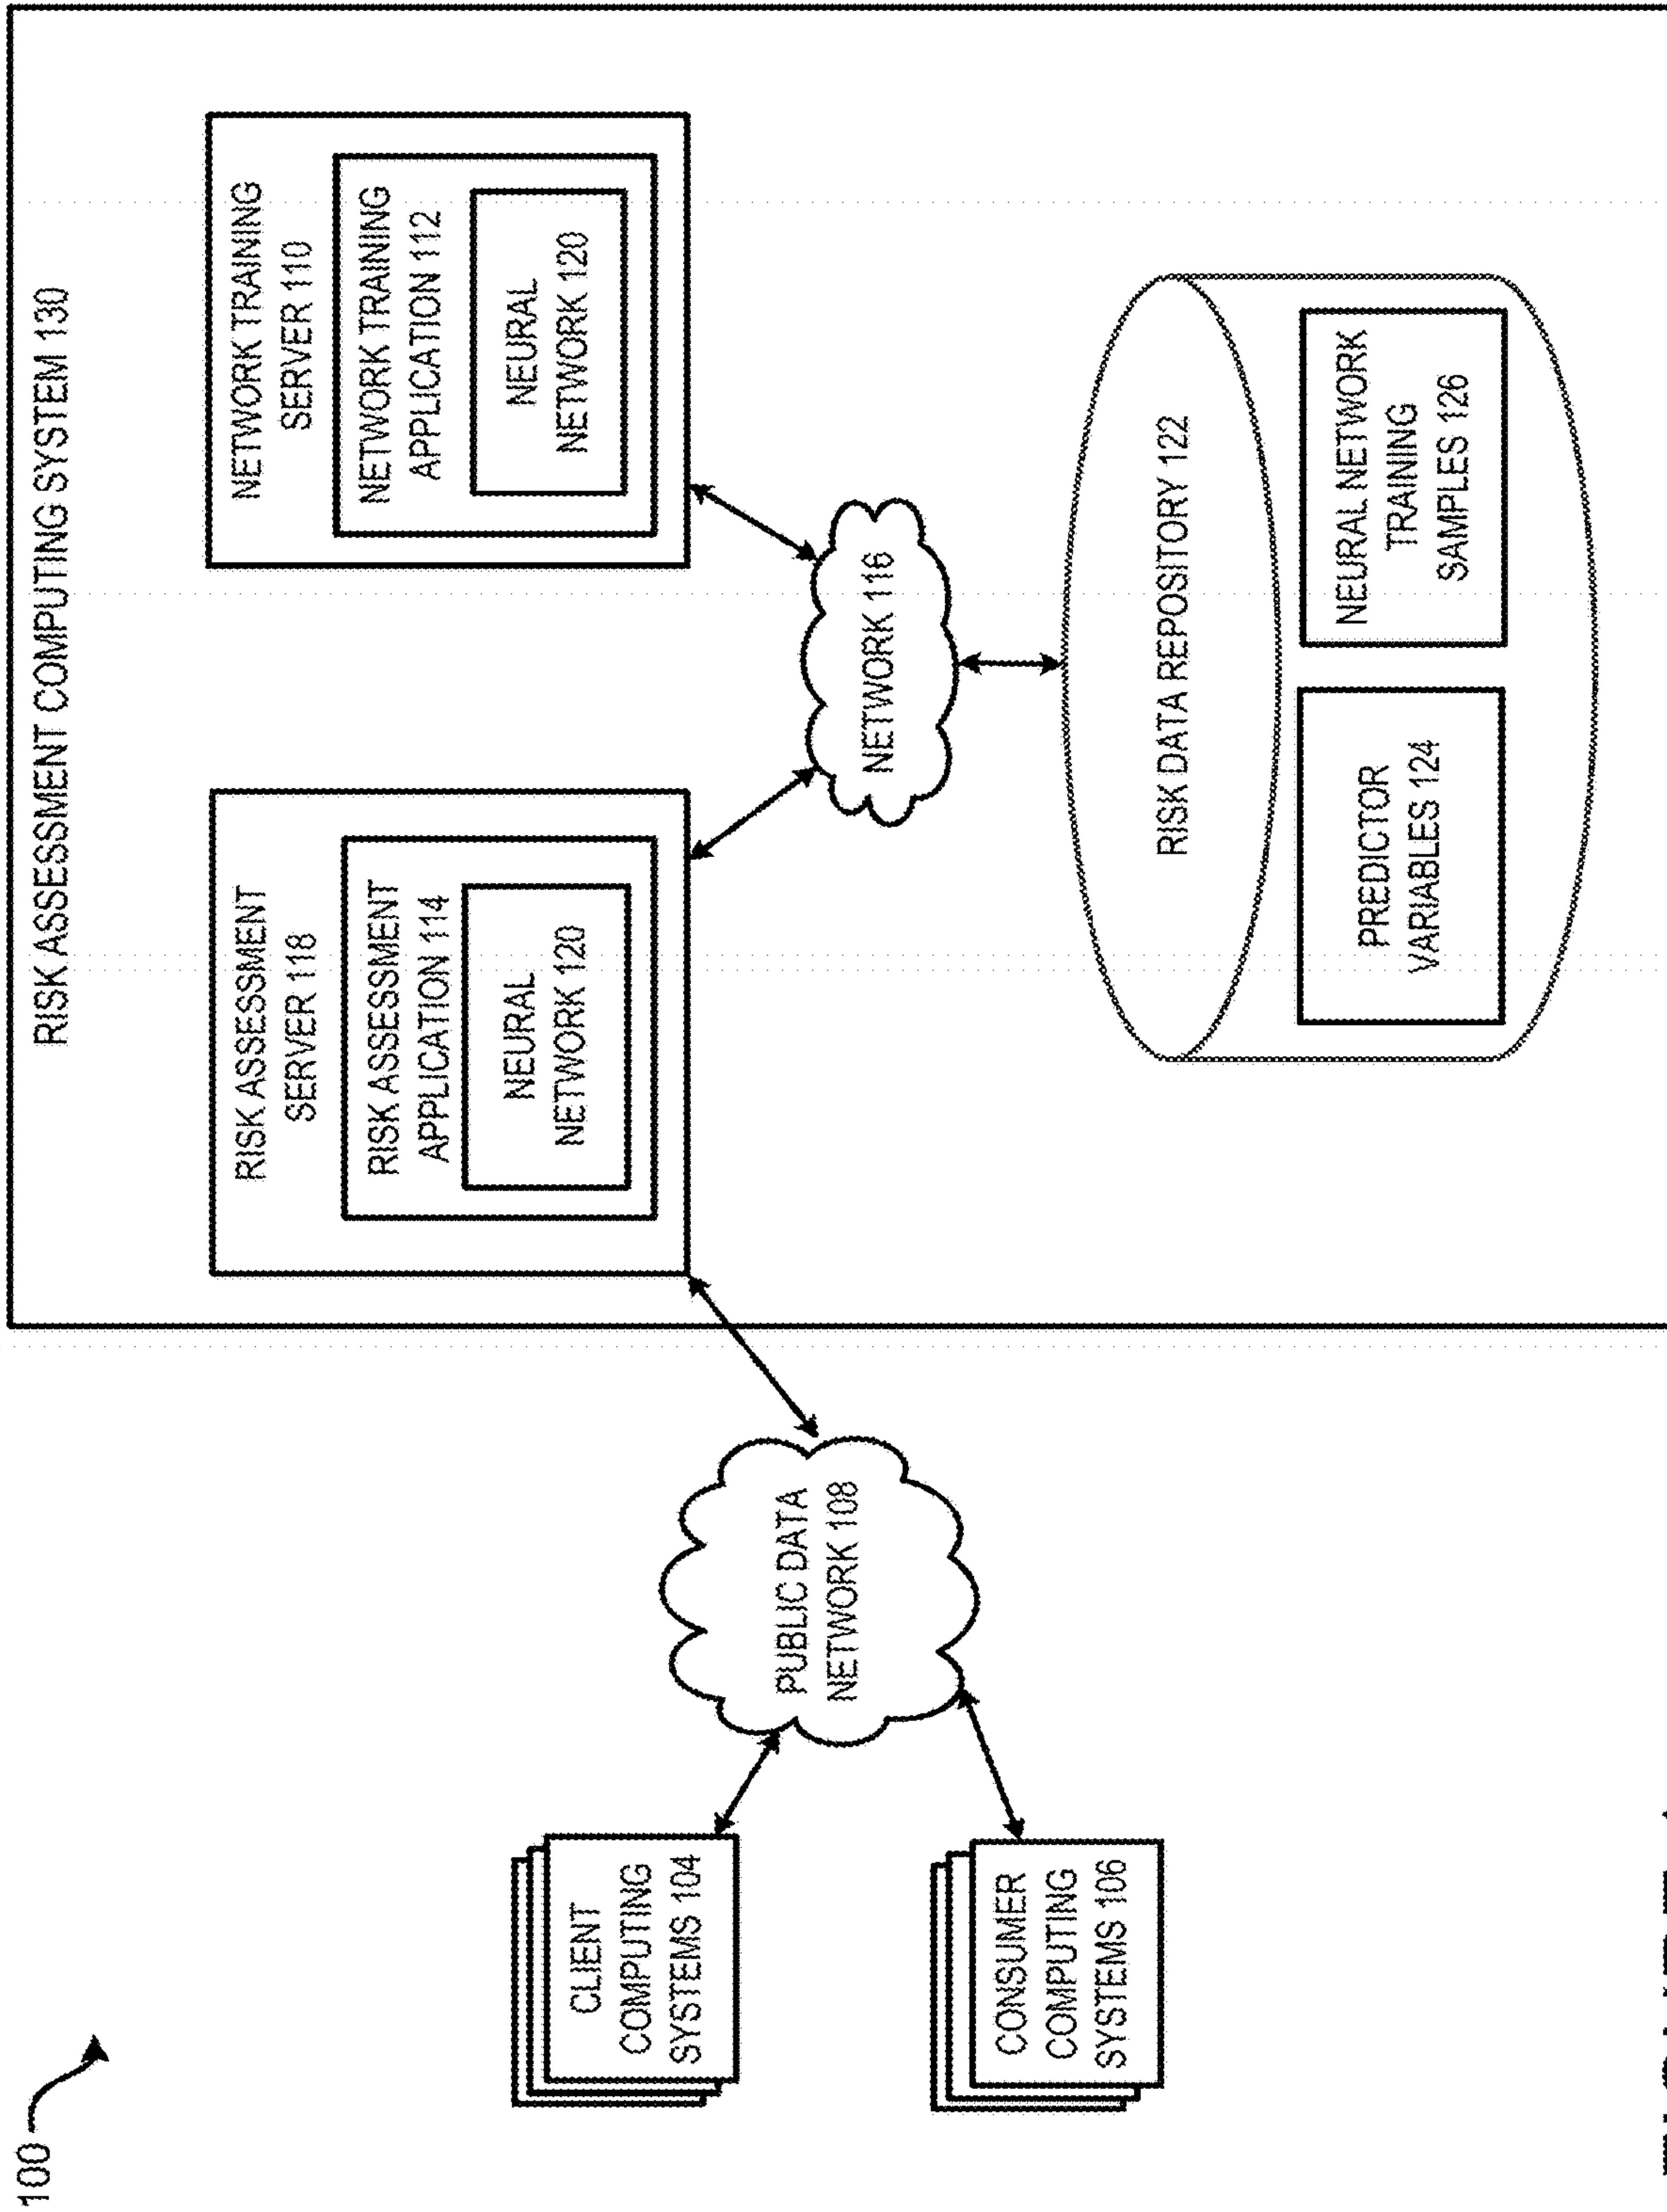 100
RISK ASSESSMENT COMPUTING SYSTEM 130
RISK ASSESSMENT
SERVER 118
RISK ASSESSMENT
APPLICATION 114
NEURAL
NETWORK 120
NETWORK TRAINING
SERVER 110
NETWORK TRAINING
APPLICATION 112
NEURAL
NETWORK 120
CLIENT
COMPUTING
SYSTEMS 104
PUBLIC DATA
NETWORK 108
NETWORK 116
CONSUMER
COMPUTING
SYSTEMS 106
RISK DATA REPOSITORY 122
PREDICTOR
VARIABLES 124
NEURAL NETWORK
TRAINING
SAMPLES 126